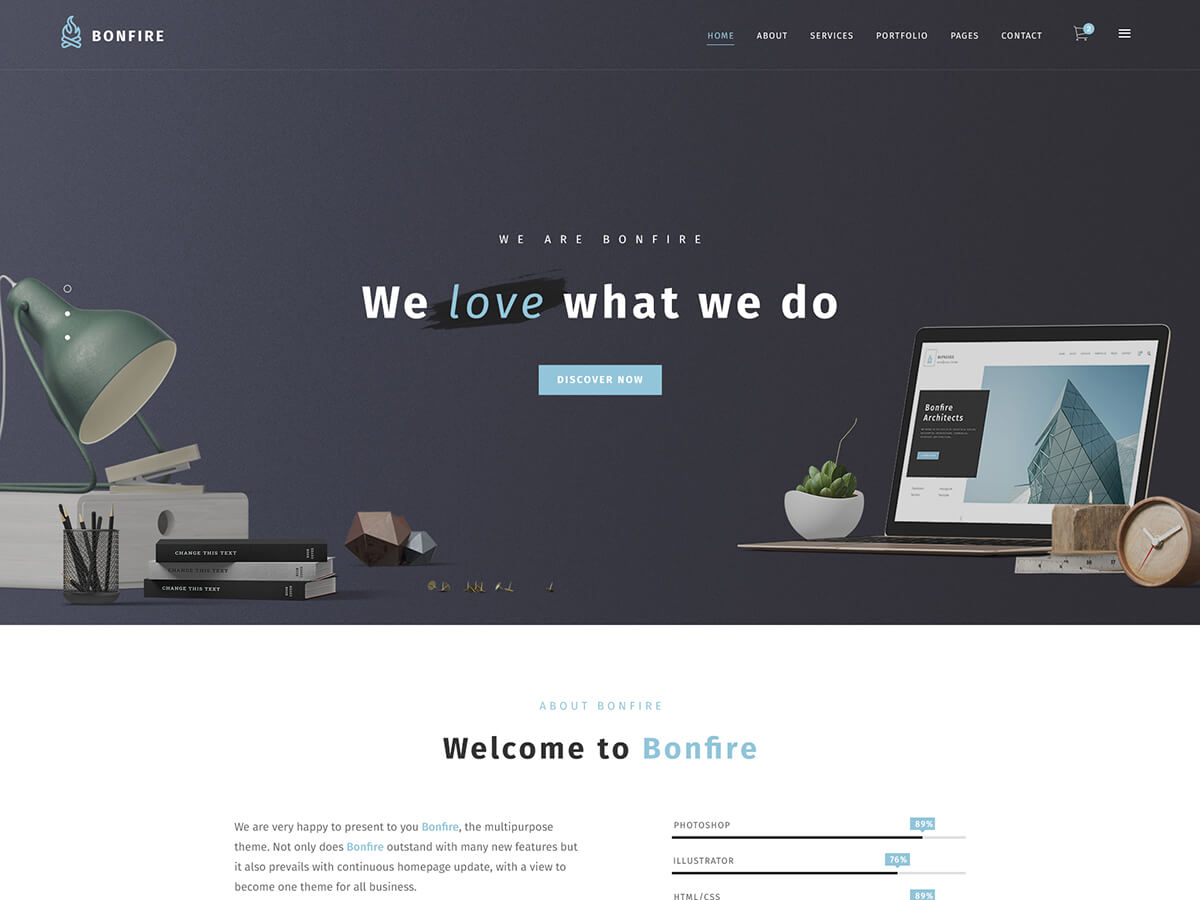 BONFIRE
HOME ABOUT SERVICES PORTFOLIO PAGES CONTACT
WE ARE BONFIRE
We love what we do
DISCOVER NOW
Bonfire
Architects
CHANGE THIS TEXT
CHANGE THIS TEXT
CHANGE THIS TEXT
ABOUT BONFIRE
Welcome to Bonfire
We are very happy to present to you Bonfire, the multipurpose
theme. Not only does Bonfire outstand with many new features but
it also prevails with continuous homepage update, with a view to
become one theme for all business.
PHOTOSHOP 89%
ILLUSTRATOR 76%
HTML/CSS 89%